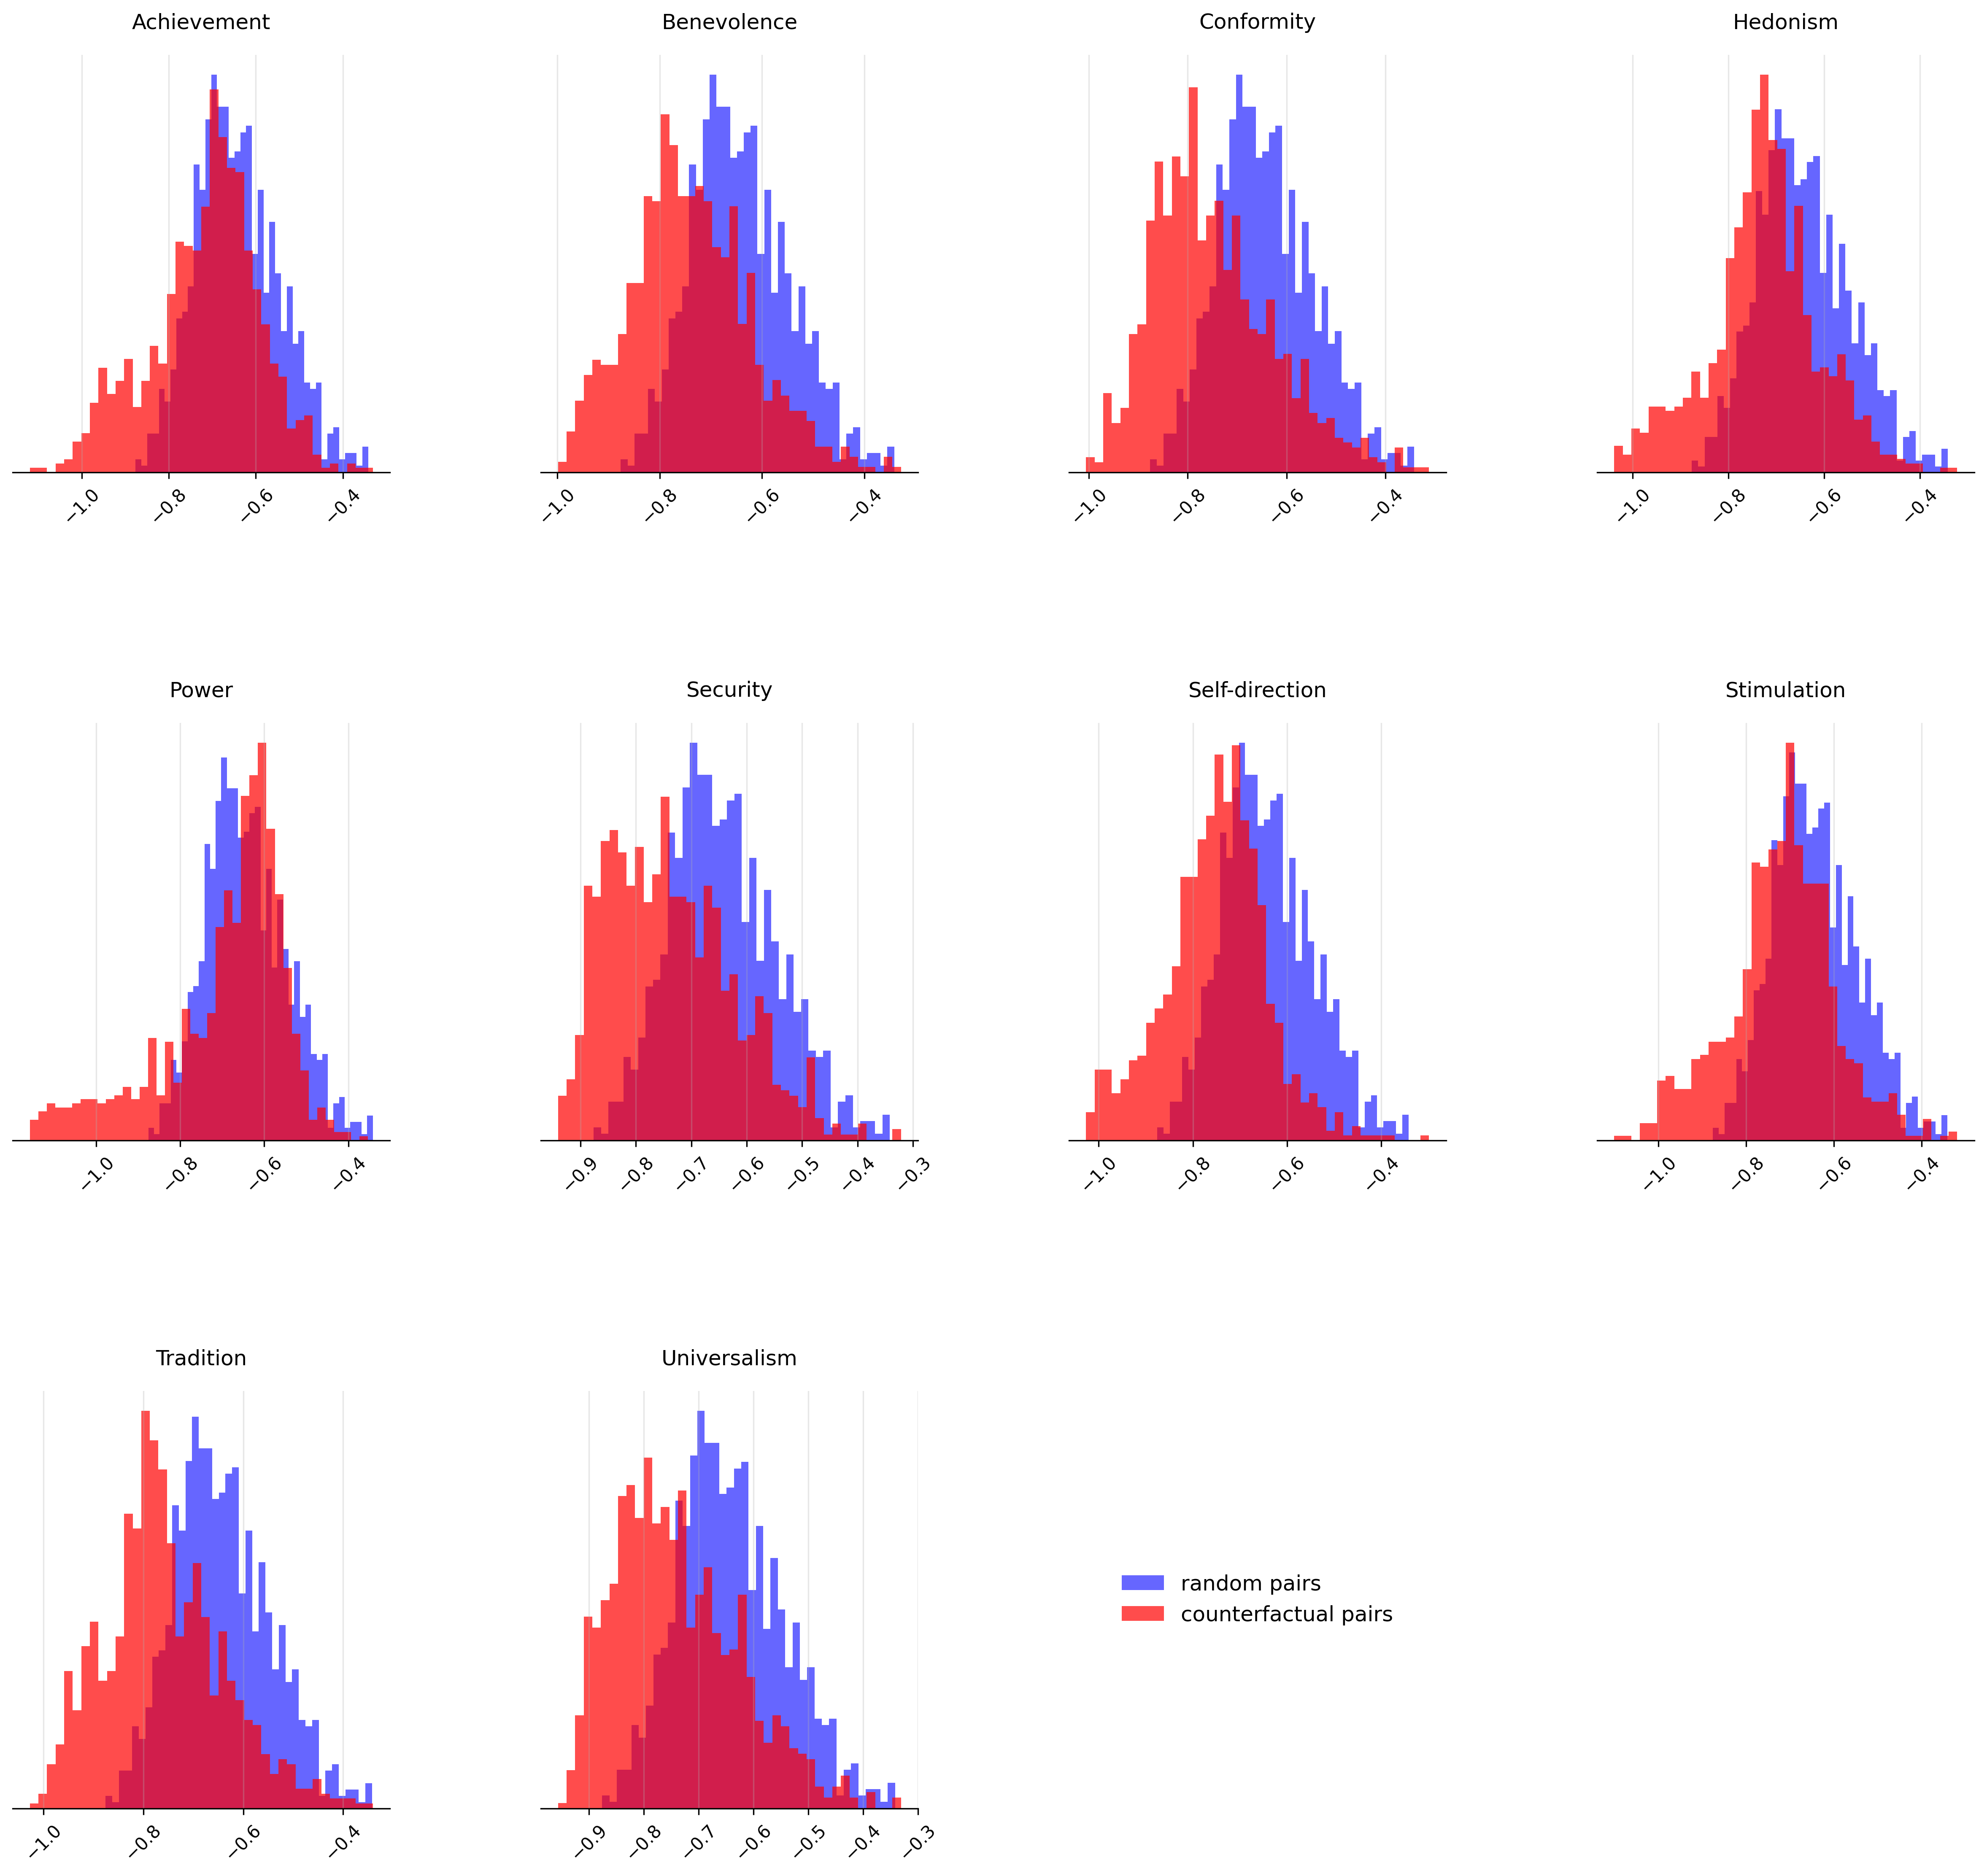 Achievement Benevolence Conformity Hedonism
−1.0 −0.8 −0.6 −0.4 −1.0 −0.8 −0.6 −0.4 −1.0 −0.8 −0.6 −0.4 −1.0 −0.8 −0.6 −0.4
Power Security Self-direction Stimulation
−1.0 −0.8 −0.6 −0.4 −0.9 −0.8 −0.7 −0.6 −0.5 −0.4 −0.3 −1.0 −0.8 −0.6 −0.4 −1.0 −0.8 −0.6 −0.4
Tradition Universalism
random pairs
counterfactual pairs
−1.0 −0.8 −0.6 −0.4 −0.9 −0.8 −0.7 −0.6 −0.5 −0.4 −0.3